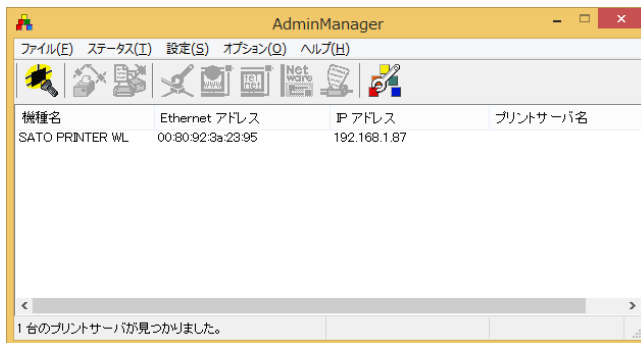 AdminManager
ファイル(F) ステータス(T) 設定(S) オプション(O) ヘルプ(H)
www tel net Net ware
機種名 Ethernet アドレス IP アドレス プリントサーバ名
SATO PRINTER WL 00:80:92:3a:23:95 192.168.1.87
1 台のプリントサーバが見つかりました。